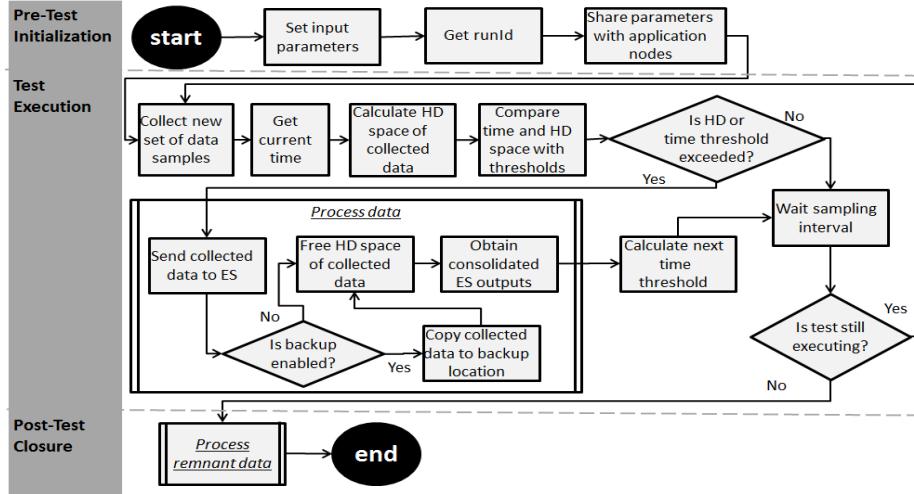 Pre-Test
Initialization
start
Set input
parameters
Get runId
Share parameters
with application
nodes
Test
Execution
Collect new
set of data
samples
Get
current
time
Calculate HD
space of
collected
data
Compare
time and HD
space with
thresholds
Is HD or
time threshold
exceeded?
No
Yes
Process data
Send collected
data to ES
Free HD space
of collected
data
Obtain
consolidated
ES outputs
Calculate next
time
threshold
Wait sampling
interval
No
Is backup
enabled?
Yes
Copy collected
data to backup
location
Is test still
executing?
Yes
No
Post-Test
Closure
Process
remnant data
end